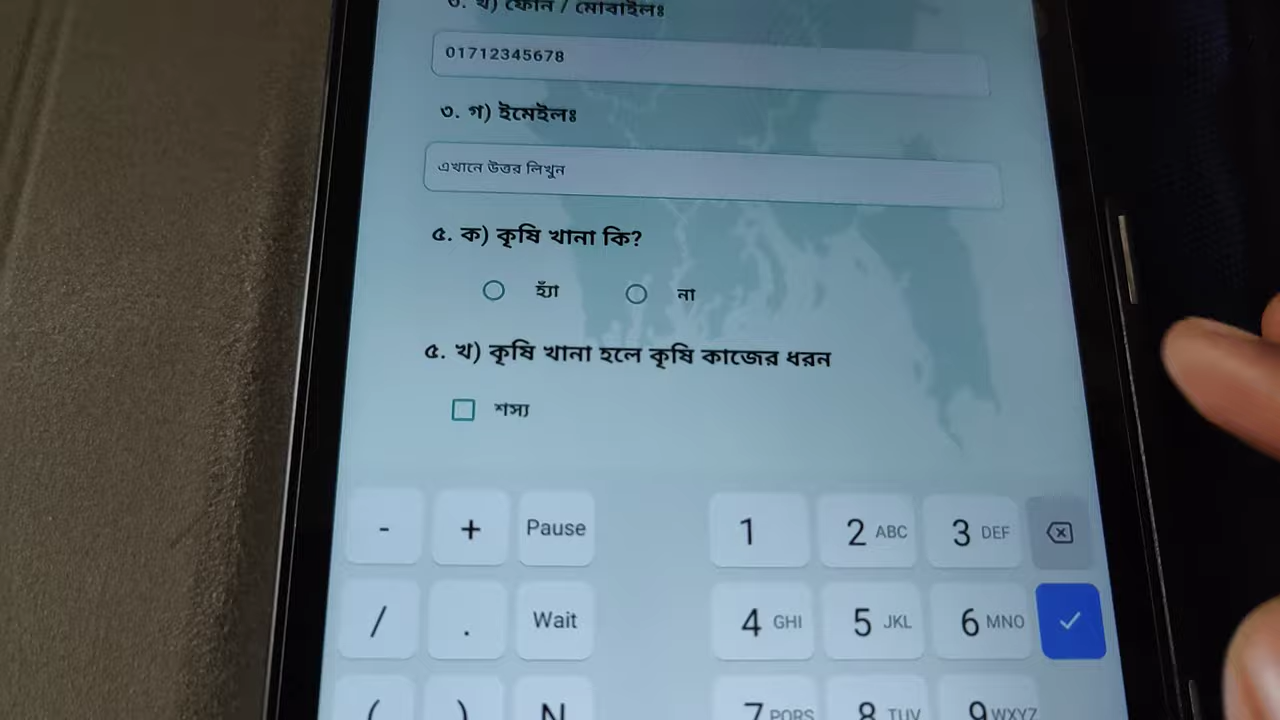 ৩. খ) ফোন / মোবাইলঃ
01712345678
৩. গ) ইমেইলঃ
এখানে উত্তর লিখুন
৫. ক) কৃষি খানা কি?
হ্যাঁ না
৫. খ) কৃষি খানা হলে কৃষি কাজের ধরন
শস্য
- + Pause 1 2 ABC 3 DEF
/ . Wait 4 GHI 5 JKL 6 MNO
( ) N 7 PQRS 8 TUV 9 WXYZ